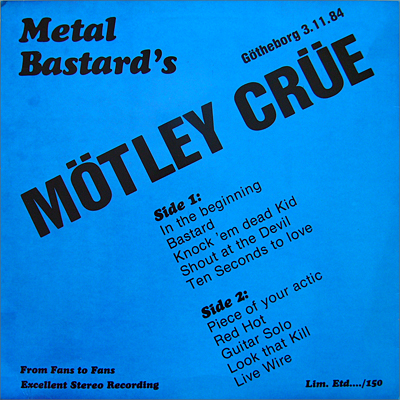 Metal
Bastard's
Götheborg 3.11.84
MÖTLEY CRÜE
Side 1:
In the beginning
Bastard
Knock 'em dead Kid
Shout at the Devil
Ten Seconds to love
Side 2:
Piece of your actic
Red Hot
Guitar Solo
Look that Kill
Live Wire
From Fans to Fans
Excellent Stereo Recording
Lim. Etd..../150